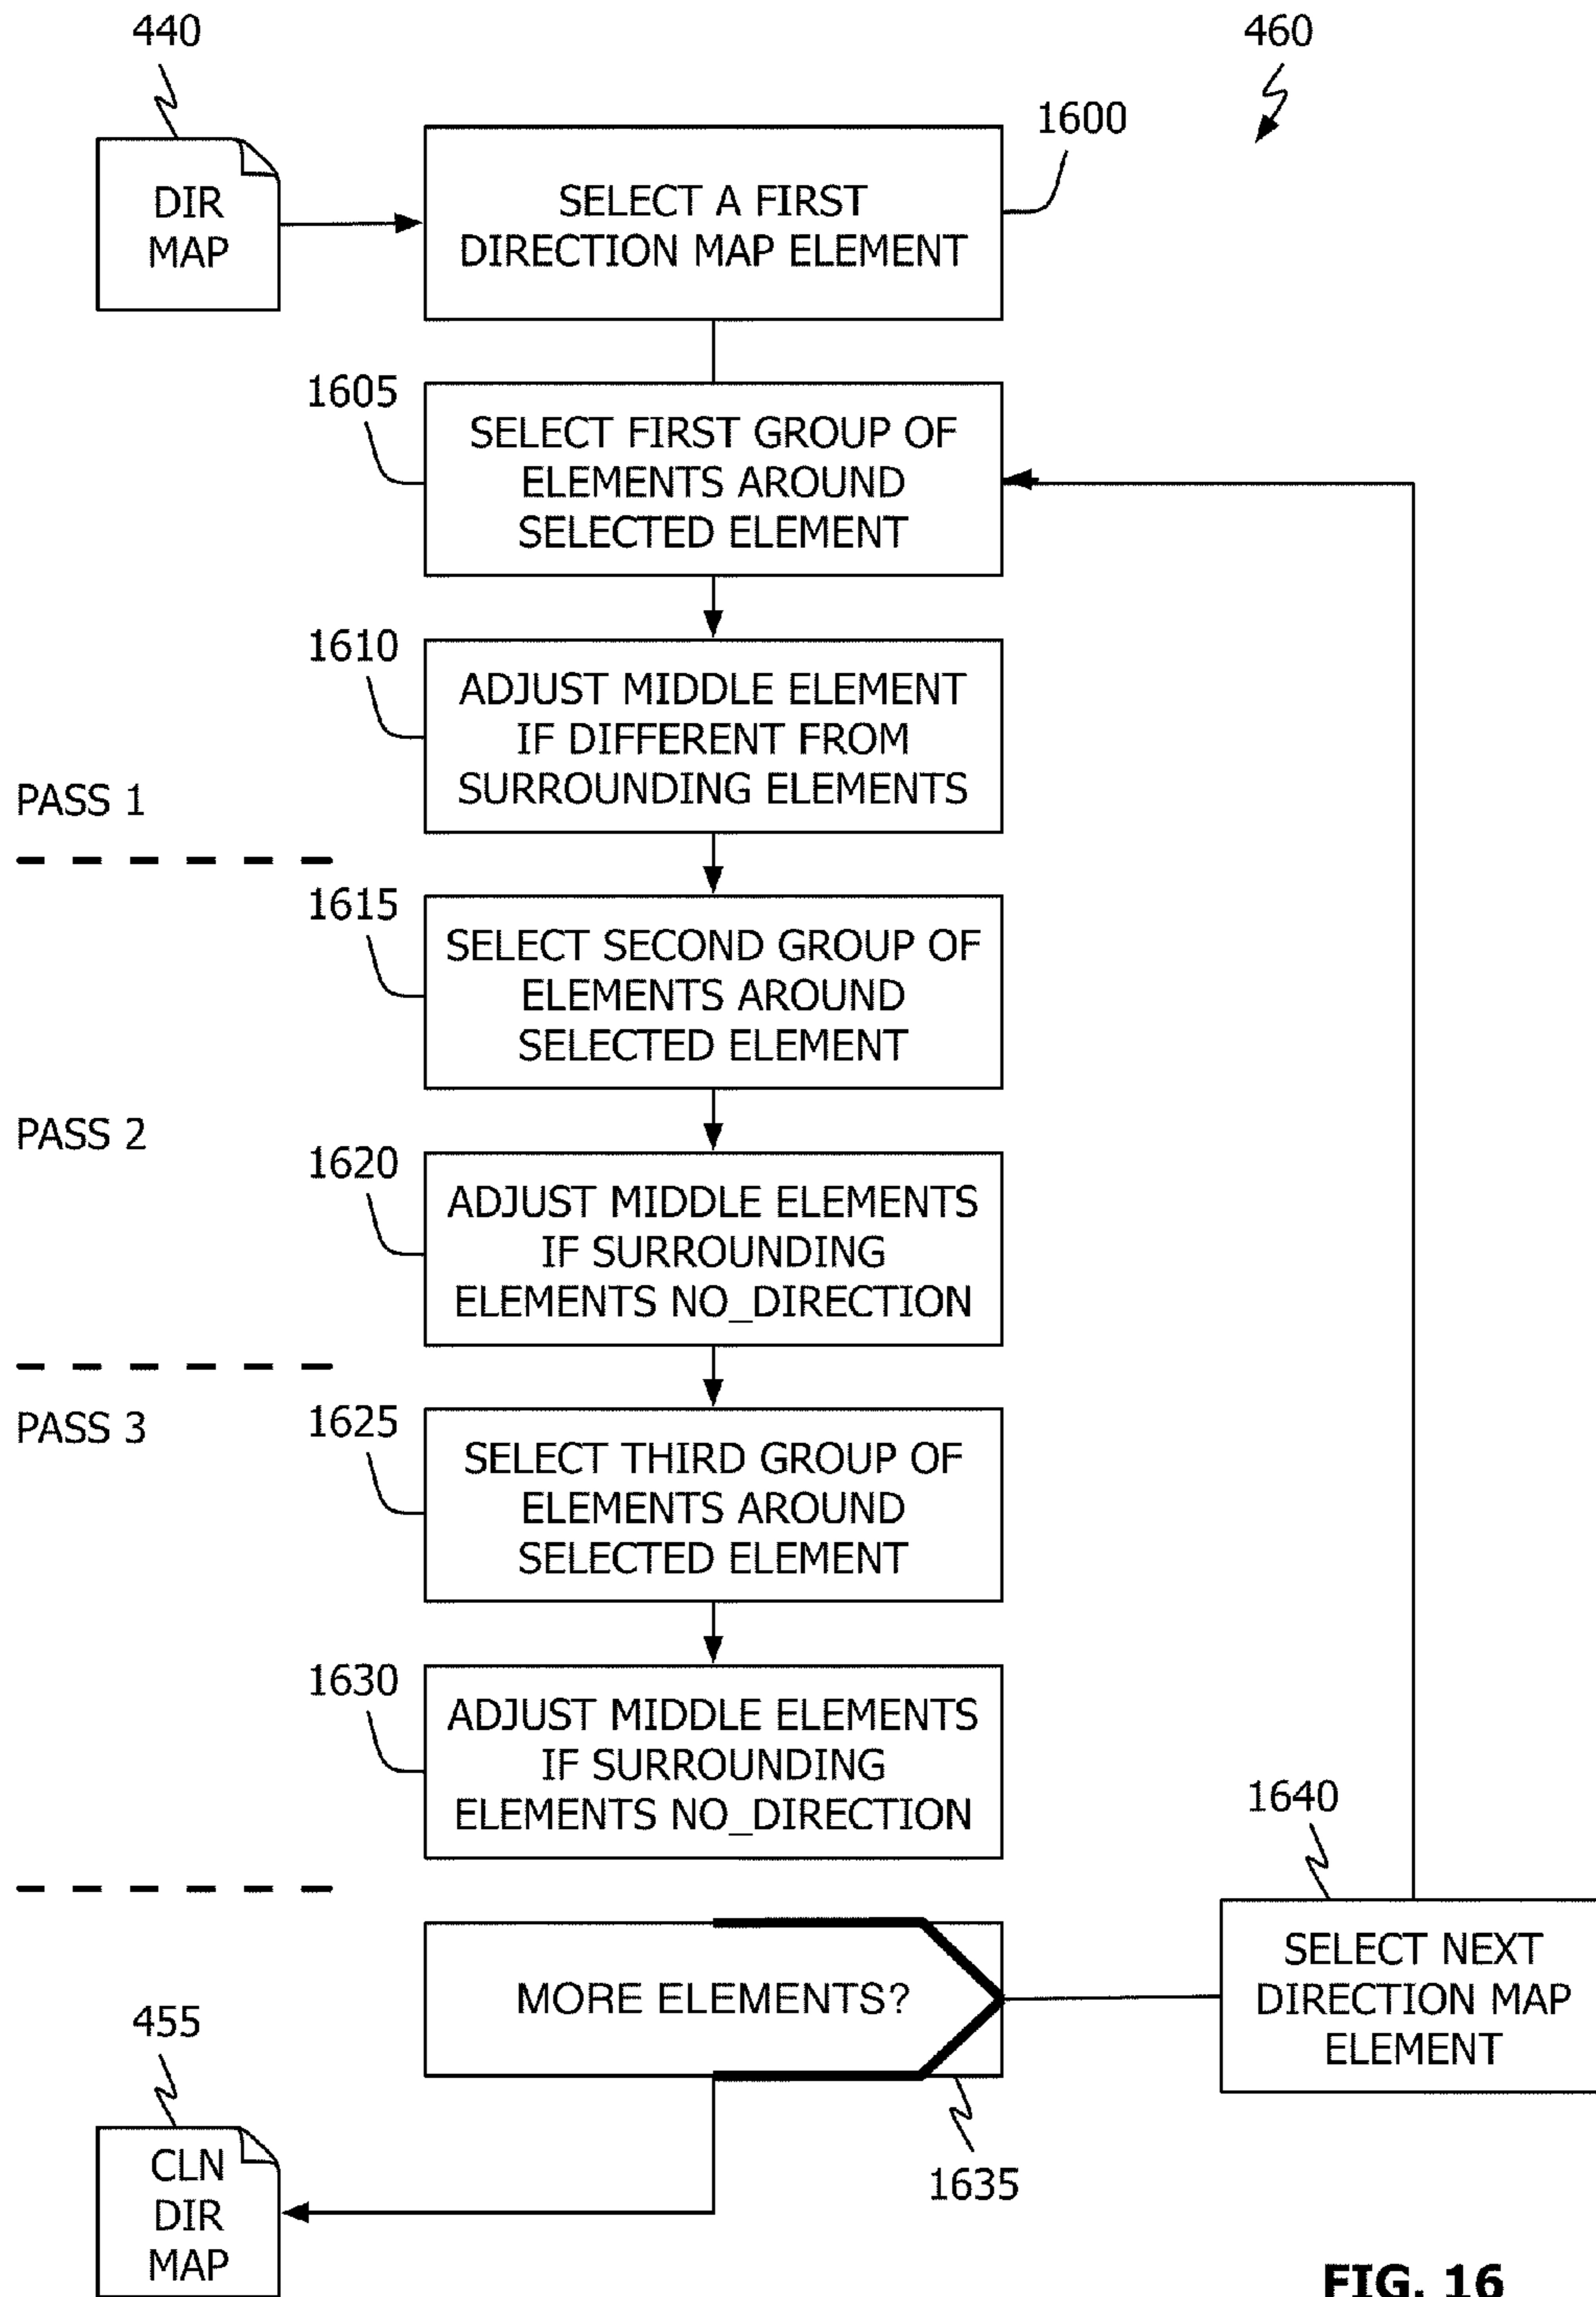 440
460
1600
DIR
MAP
SELECT A FIRST
DIRECTION MAP ELEMENT
1605
SELECT FIRST GROUP OF
ELEMENTS AROUND
SELECTED ELEMENT
1610
ADJUST MIDDLE ELEMENT
IF DIFFERENT FROM
SURROUNDING ELEMENTS
PASS 1
1615
SELECT SECOND GROUP OF
ELEMENTS AROUND
SELECTED ELEMENT
PASS 2
1620
ADJUST MIDDLE ELEMENTS
IF SURROUNDING
ELEMENTS NO_DIRECTION
PASS 3
1625
SELECT THIRD GROUP OF
ELEMENTS AROUND
SELECTED ELEMENT
1630
ADJUST MIDDLE ELEMENTS
IF SURROUNDING
ELEMENTS NO_DIRECTION
1640
SELECT NEXT
DIRECTION MAP
ELEMENT
MORE ELEMENTS?
1635
455
CLN
DIR
MAP
FIG. 16